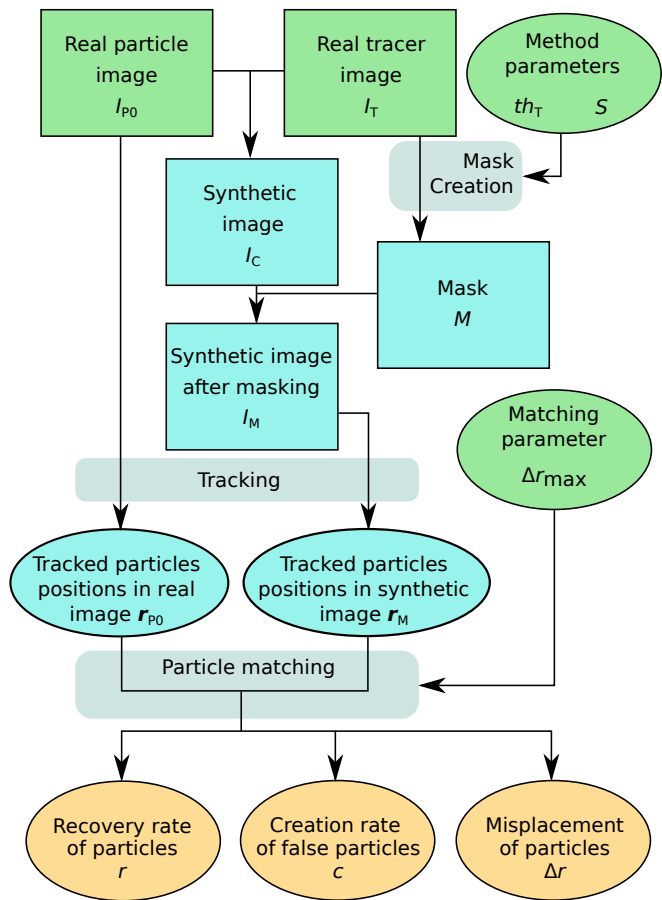 Real particle
image
I_P0
Real tracer
image
I_T
Method
parameters
th_T S
Mask
Creation
Synthetic
image
I_C
Mask
M
Synthetic image
after masking
I_M
Matching
parameter
Δr_max
Tracking
Tracked particles
positions in real
image r_P0
Tracked particles
positions in synthetic
image r_M
Particle matching
Recovery rate
of particles
r
Creation rate
of false particles
c
Misplacement
of particles
Δr